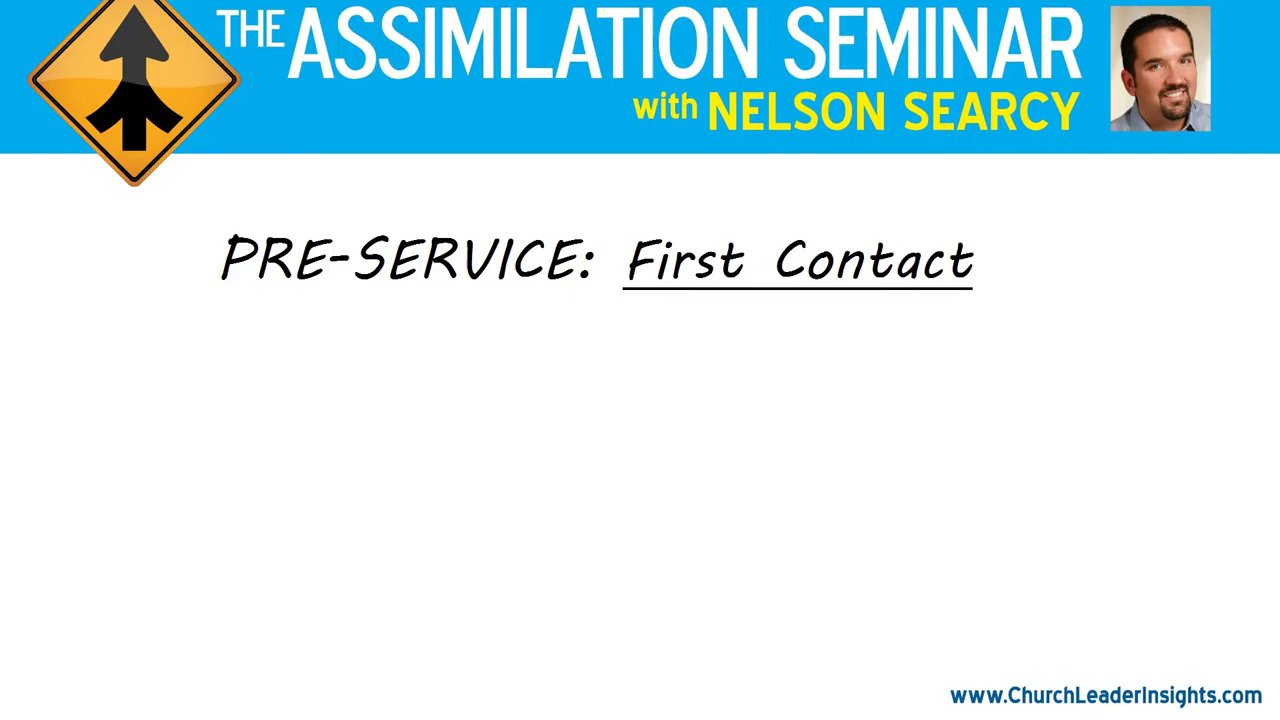 THE ASSIMILATION SEMINAR
with NELSON SEARCY
PRE-SERVICE: First Contact
www.ChurchLeaderInsights.com